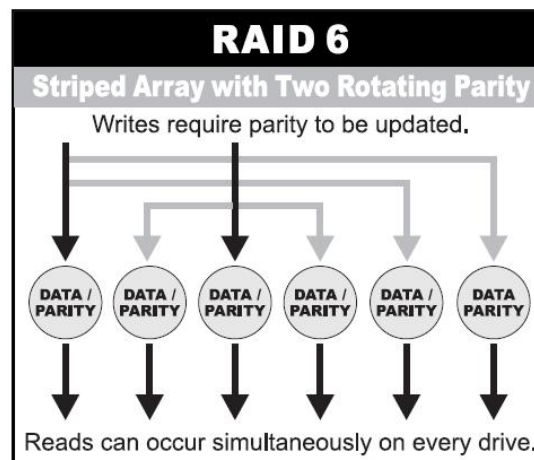 RAID 6
Striped Array with Two Rotating Parity
Writes require parity to be updated.
DATA / DATA / DATA / DATA / DATA / DATA
PARITY PARITY PARITY PARITY PARITY PARITY
Reads can occur simultaneously on every drive.